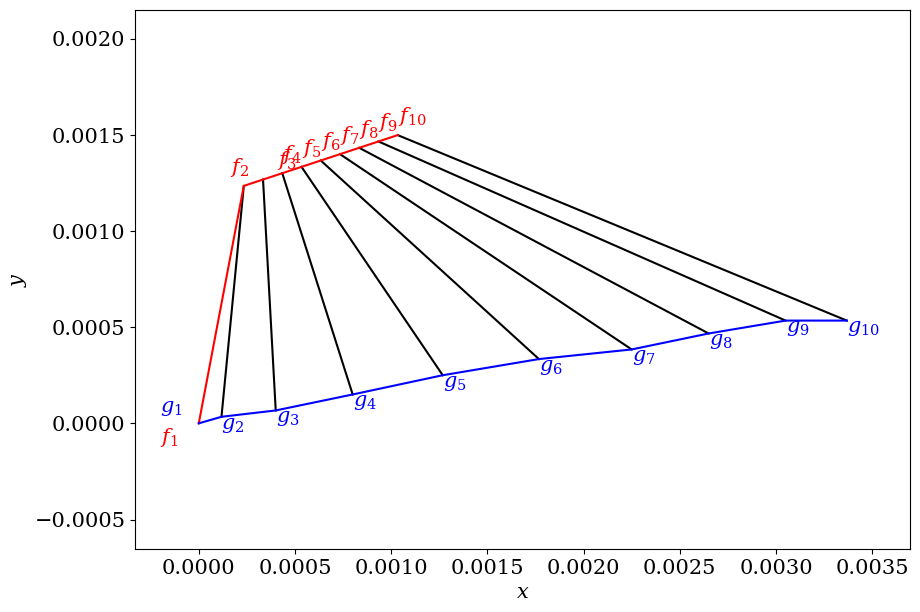 0.0020
0.0015
0.0010
0.0005
0.0000
−0.0005
y
f₁₀
f₉
f₈
f₇
f₆
f₅
f₄
f₃
f₂
g₁
f₁
g₂
g₃
g₄
g₅
g₆
g₇
g₈
g₉
g₁₀
0.0000 0.0005 0.0010 0.0015 0.0020 0.0025 0.0030 0.0035
x